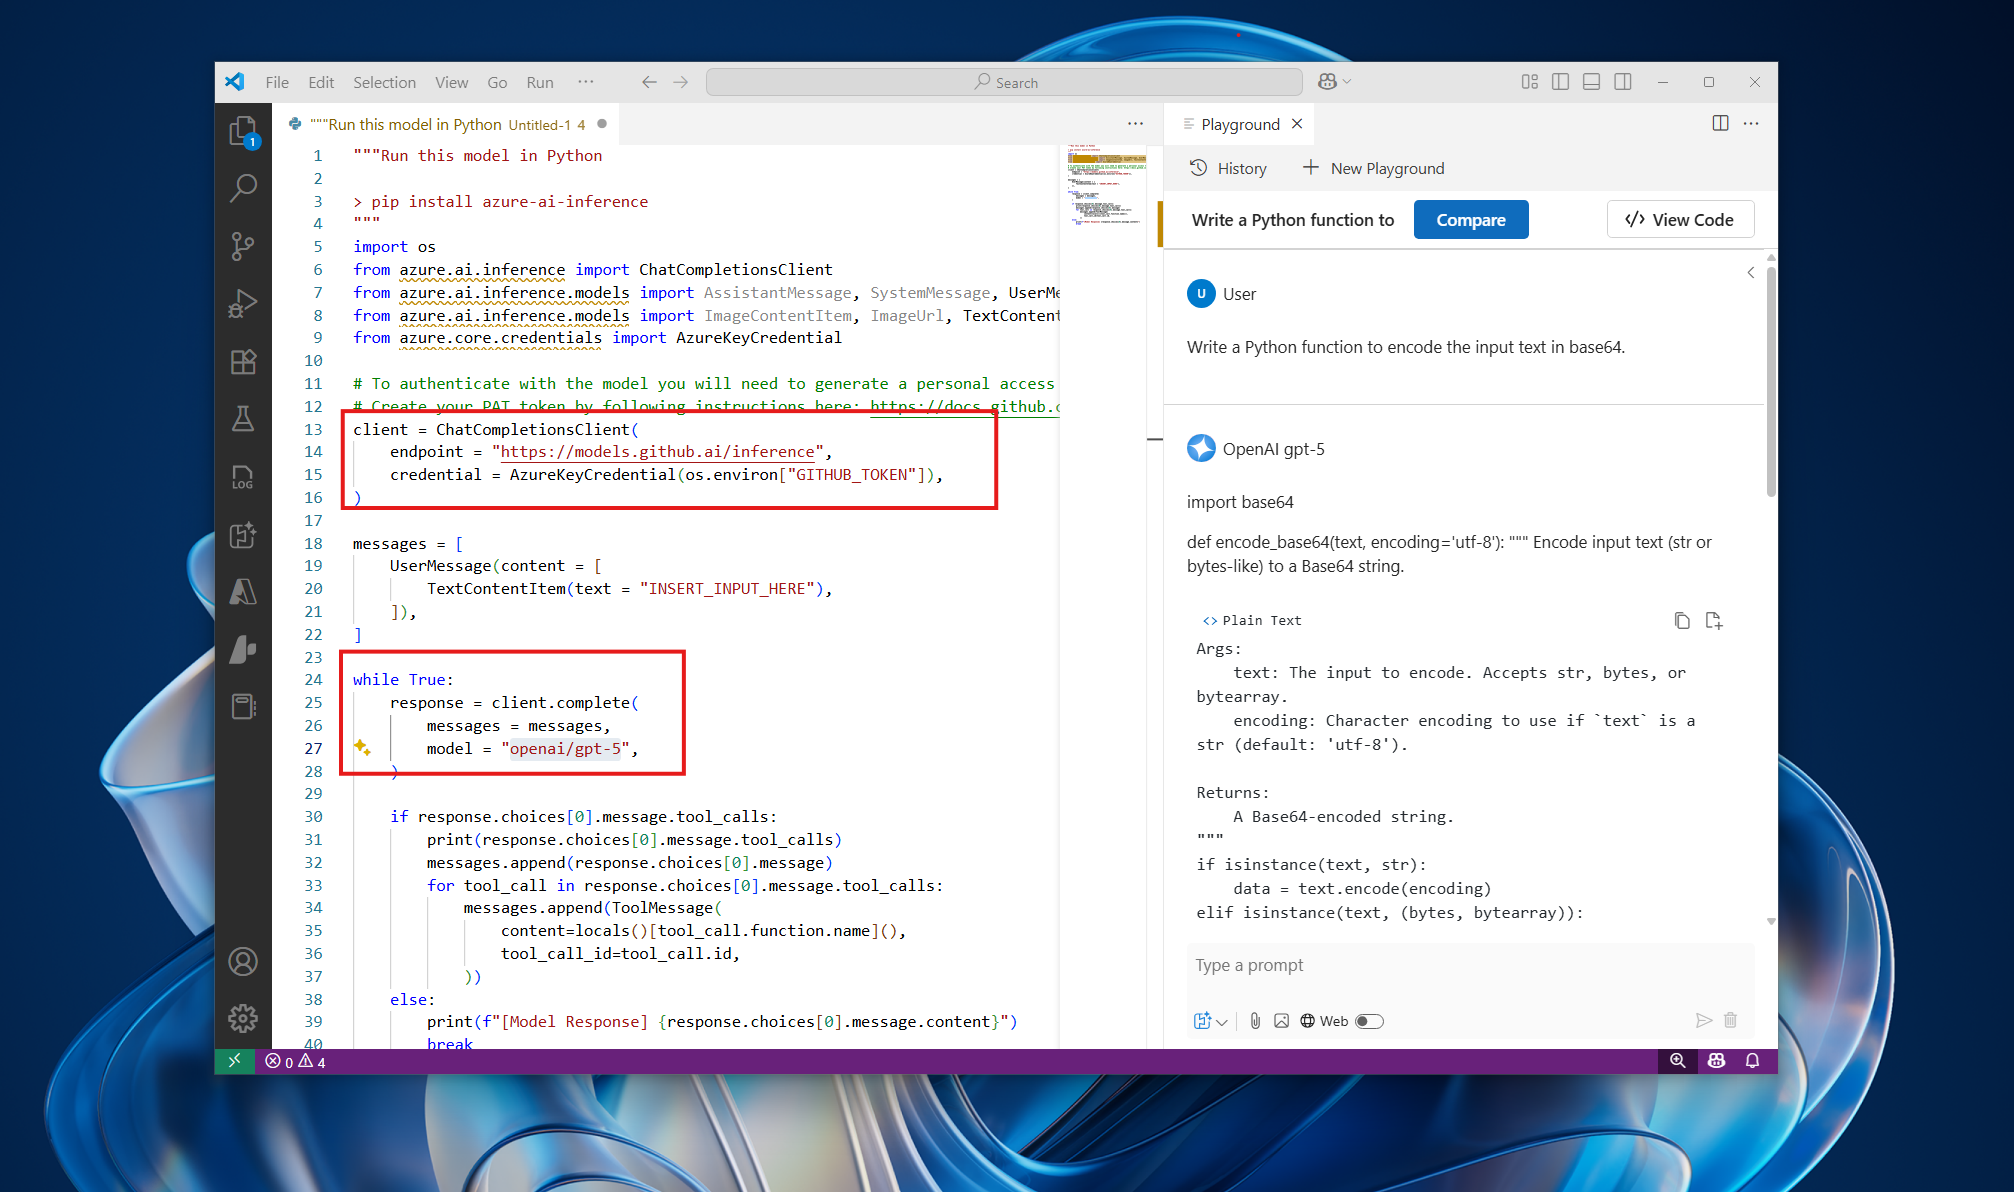 File Edit Selection View Go Run ···
Search
1
"""Run this model in Python Untitled-1 4
1 """Run this model in Python
2
3 > pip install azure-ai-inference
4 """
5 import os
6 from azure.ai.inference import ChatCompletionsClient
7 from azure.ai.inference.models import AssistantMessage, SystemMessage, UserMe
8 from azure.ai.inference.models import ImageContentItem, ImageUrl, TextContent
9 from azure.core.credentials import AzureKeyCredential
10
11 # To authenticate with the model you will need to generate a personal access
12 # Create your PAT token by following instructions here: https://docs.github.c
13 client = ChatCompletionsClient(
14 endpoint = "https://models.github.ai/inference",
15 credential = AzureKeyCredential(os.environ["GITHUB_TOKEN"]),
16 )
17
18 messages = [
19 UserMessage(content = [
20 TextContentItem(text = "INSERT_INPUT_HERE"),
21 ]),
22 ]
23
24 while True:
25 response = client.complete(
26 messages = messages,
27 model = "openai/gpt-5",
28 )
29
30 if response.choices[0].message.tool_calls:
31 print(response.choices[0].message.tool_calls)
32 messages.append(response.choices[0].message)
33 for tool_call in response.choices[0].message.tool_calls:
34 messages.append(ToolMessage(
35 content=locals()[tool_call.function.name](),
36 tool_call_id=tool_call.id,
37 ))
38 else:
39 print(f"[Model Response] {response.choices[0].message.content}")
40 break
LOG
0 4
Playground
History + New Playground
Write a Python function to Compare </> View Code
U User
Write a Python function to encode the input text in base64.
OpenAI gpt-5
import base64
def encode_base64(text, encoding='utf-8'): """ Encode input text (str or
bytes-like) to a Base64 string.
<> Plain Text
Args:
text: The input to encode. Accepts str, bytes, or
bytearray.
encoding: Character encoding to use if `text` is a
str (default: 'utf-8').
Returns:
A Base64-encoded string.
"""
if isinstance(text, str):
data = text.encode(encoding)
elif isinstance(text, (bytes, bytearray)):
Type a prompt
Web